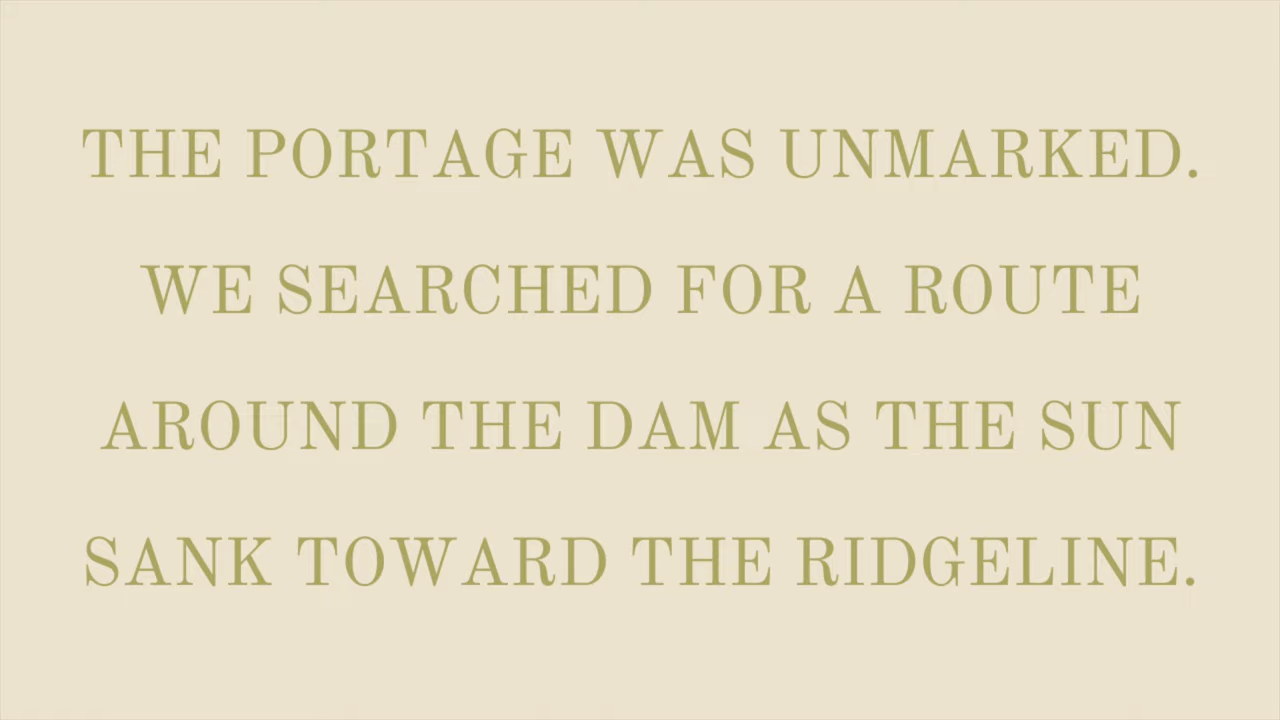 THE PORTAGE WAS UNMARKED.
WE SEARCHED FOR A ROUTE
AROUND THE DAM AS THE SUN
SANK TOWARD THE RIDGELINE.